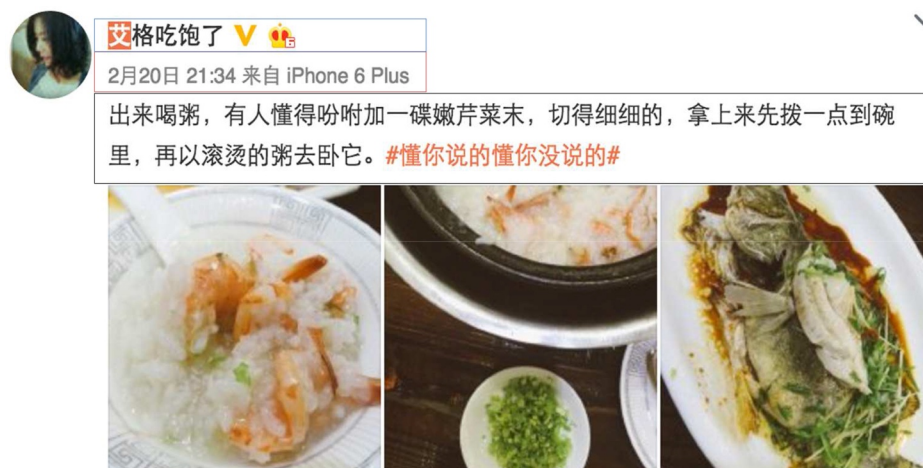 艾格吃饱了
2月20日 21:34 来自 iPhone 6 Plus
出来喝粥，有人懂得吩咐加一碟嫩芹菜末，切得细细的，拿上来先拨一点到碗
里，再以滚烫的粥去卧它。#懂你说的懂你没说的#